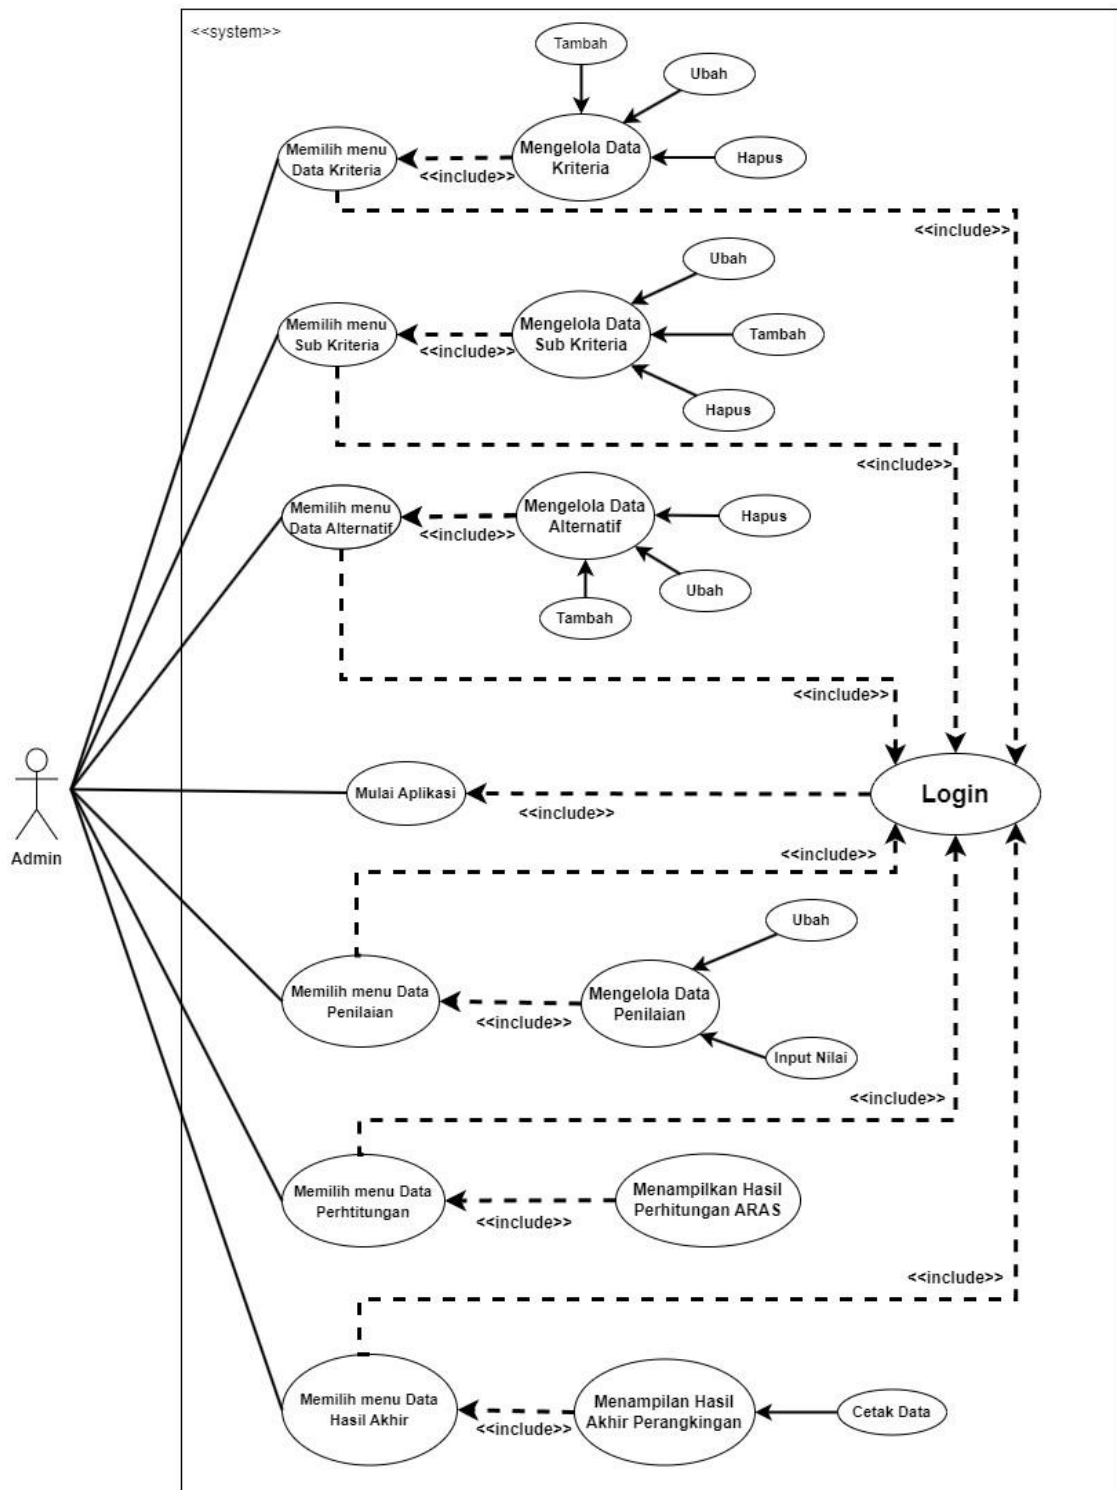 <<system>>
Tambah
Ubah
Memilih menu
Data Kriteria
<<include>>
Mengelola Data
Kriteria
Hapus
<<include>>
Ubah
Memilih menu
Sub Kriteria
<<include>>
Mengelola Data
Sub Kriteria
Tambah
Hapus
<<include>>
Memilih menu
Data Alternatif
<<include>>
Mengelola Data
Alternatif
Hapus
Ubah
Tambah
<<include>>
Admin
Mulai Aplikasi
<<include>>
Login
<<include>>
Ubah
Memilih menu Data
Penilaian
<<include>>
Mengelola Data
Penilaian
Input Nilai
<<include>>
Memilih menu Data
Perhtitungan
<<include>>
Menampilkan Hasil
Perhitungan ARAS
<<include>>
Memilih menu Data
Hasil Akhir
<<include>>
Menampilan Hasil
Akhir Perangkingan
Cetak Data